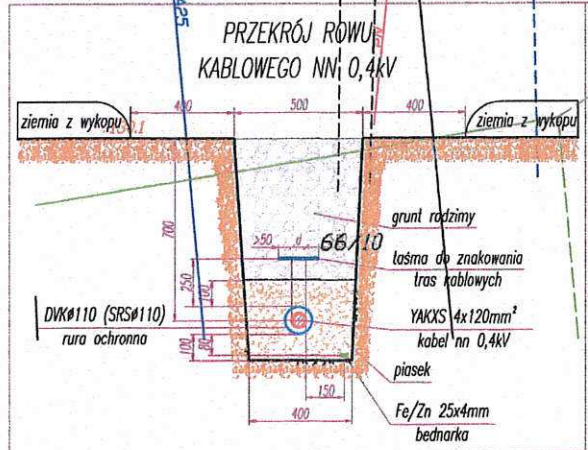 A25
PRZEKRÓJ ROWU
KABLOWEGO NN 0,4kV
400
500
400
ziemia z wykopu
ziemia z wykopu
grunt rodzimy
700
>50
d
66/10
taśma do znakowania
tras kablowych
250
100
DVKø110 (SRSø110)
rura ochronna
YAKXS 4x120mm²
kabel nn 0,4kV
100
80
piasek
150
Fe/Zn 25x4mm
bednarka
400